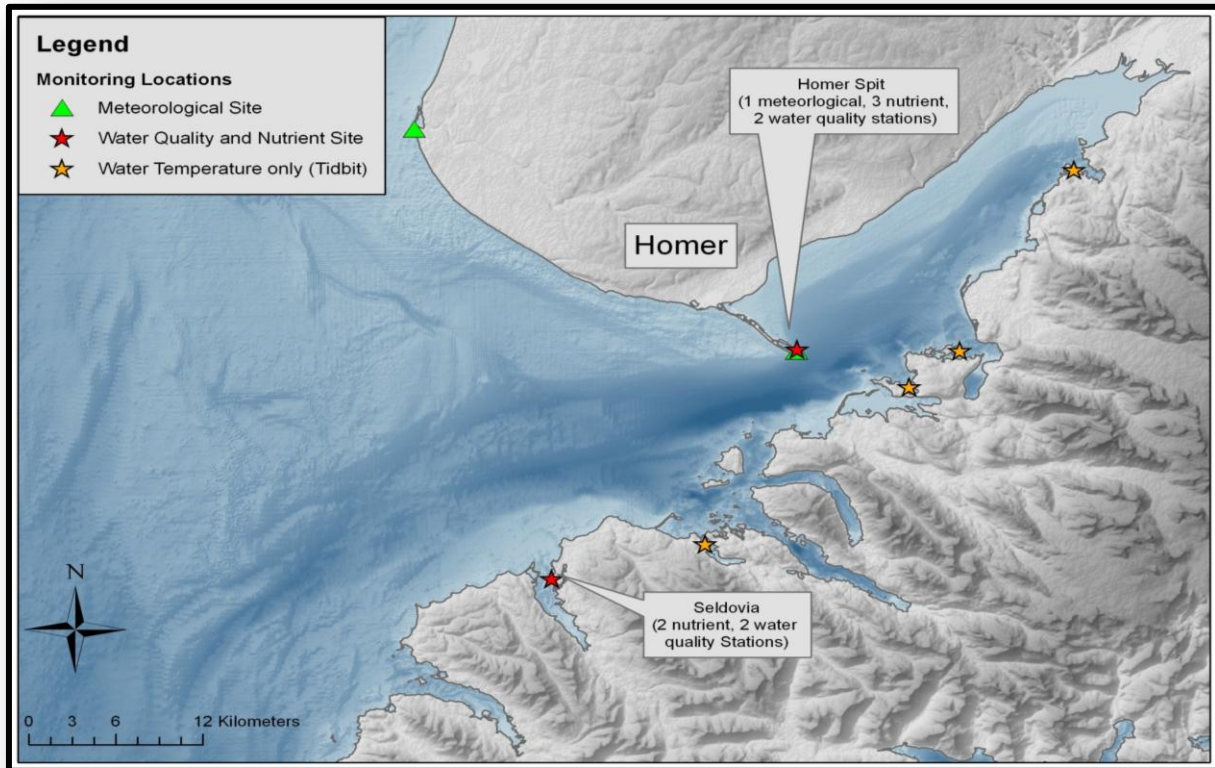 Legend
Monitoring Locations
Meteorological Site
Water Quality and Nutrient Site
Water Temperature only (Tidbit)
Homer Spit
(1 meteorlogical, 3 nutrient,
2 water quality stations)
Homer
N
Seldovia
(2 nutrient, 2 water
quality Stations)
0 3 6 12 Kilometers